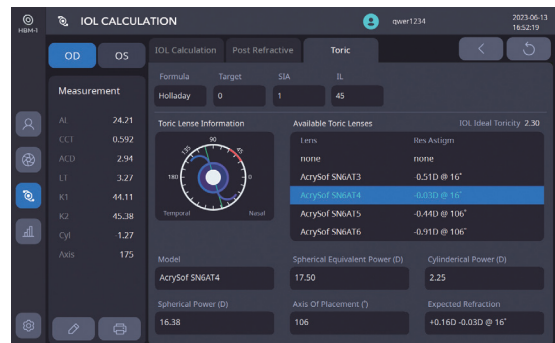 HBM-1
IOL CALCULATION
qwer1234
2023-06-13
16:52:19
OD OS
IOL Calculation Post Refractive Toric
Formula Target SIA IL
Holladay 0 1 45
Measurement
AL 24.21
CCT 0.592
ACD 2.94
LT 3.27
K1 44.11
K2 45.38
Cyl -1.27
Axis 175
Toric Lense Information
90
135 45
180 0
Temporal Nasal
Available Toric Lenses IOL Ideal Toricity 2.30
Lens Res Astigm
none none
AcrySof SN6AT3 -0.51D @ 16°
AcrySof SN6AT4 -0.03D @ 16°
AcrySof SN6AT5 -0.44D @ 106°
AcrySof SN6AT6 -0.91D @ 106°
Model Spherical Equivalent Power (D) Cylinderical Power (D)
AcrySof SN6AT4 17.50 2.25
Spherical Power (D) Axis Of Placement (°) Expected Refraction
16.38 106 +0.16D -0.03D @ 16°